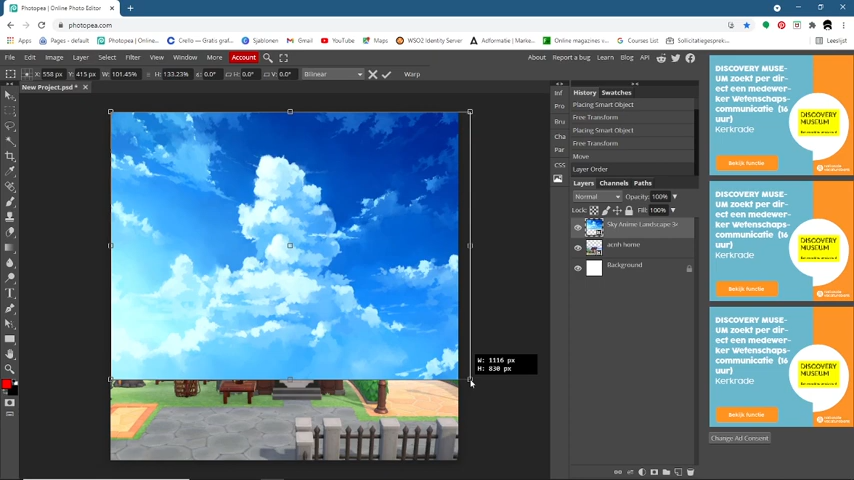 Photopea | Online Photo Editor
photopea.com
Apps
Pages - default
Photopea | Online...
Crello — Gratis graf...
Sjablonen
Gmail
YouTube
Maps
WSO2 Identity Server
Adformatie - Marke...
Online magazines v...
Course List
Sollicitatiegesprek...
Leeslijst
File
Edit
Image
Layer
Select
Filter
View
Window
More
Account
About
Report a bug
Learn
Blog
API
X: 558 px
Y: 415 px
W: 101.45%
H: 133.23%
0.0°
H: 0.0°
V: 0.0°
Bilinear
Warp
New Project.psd *
Inf
Pro
Bru
Cha
Par
CSS
History
Swatches
Placing Smart Object
Free Transform
Placing Smart Object
Free Transform
Move
Layer Order
Layers
Channels
Paths
Normal
Opacity: 100%
Lock:
Fill: 100%
Sky Anime Landscape 3
acnh home
Background
W: 1116 px
H: 830 px
DISCOVERY MUSE-
UM zoekt per dir-
ect een medewer-
ker Wetenschaps-
communicatie (16
uur)
Kerkrade
DISCOVERY
MUSEUM
Bekijk functie
DISCOVERY MUSE-
UM zoekt per dir-
ect een medewer-
ker Wetenschaps-
communicatie (16
uur)
Kerkrade
DISCOVERY
MUSEUM
Bekijk functie
DISCOVERY MUSE-
UM zoekt per dir-
ect een medewer-
ker Wetenschaps-
communicatie (16
uur)
Kerkrade
DISCOVERY
MUSEUM
Bekijk functie
Change Ad Consent